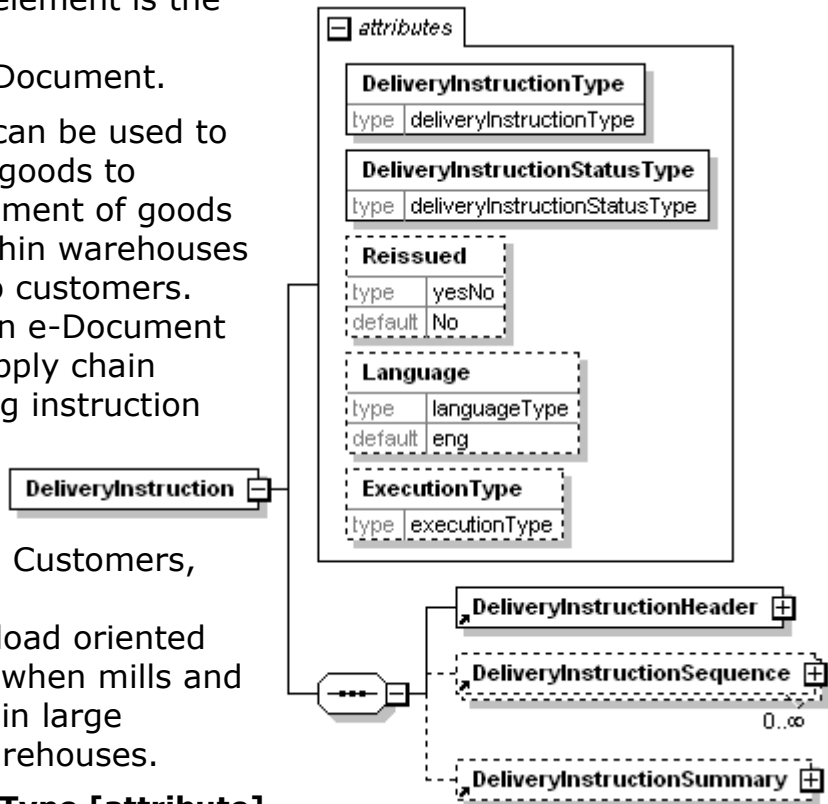 element is the
Document.
can be used to
goods to
ment of goods
hin warehouses
o customers.
n e-Document
pply chain
g instruction
Customers,
load oriented
when mills and
in large
rehouses.
Type [attribute]
attributes
DeliveryInstructionType
type deliveryInstructionType
DeliveryInstructionStatusType
type deliveryInstructionStatusType
Reissued
type yesNo
default No
Language
type languageType
default eng
ExecutionType
type executionType
DeliveryInstruction
DeliveryInstructionHeader
DeliveryInstructionSequence
0..∞
DeliveryInstructionSummary